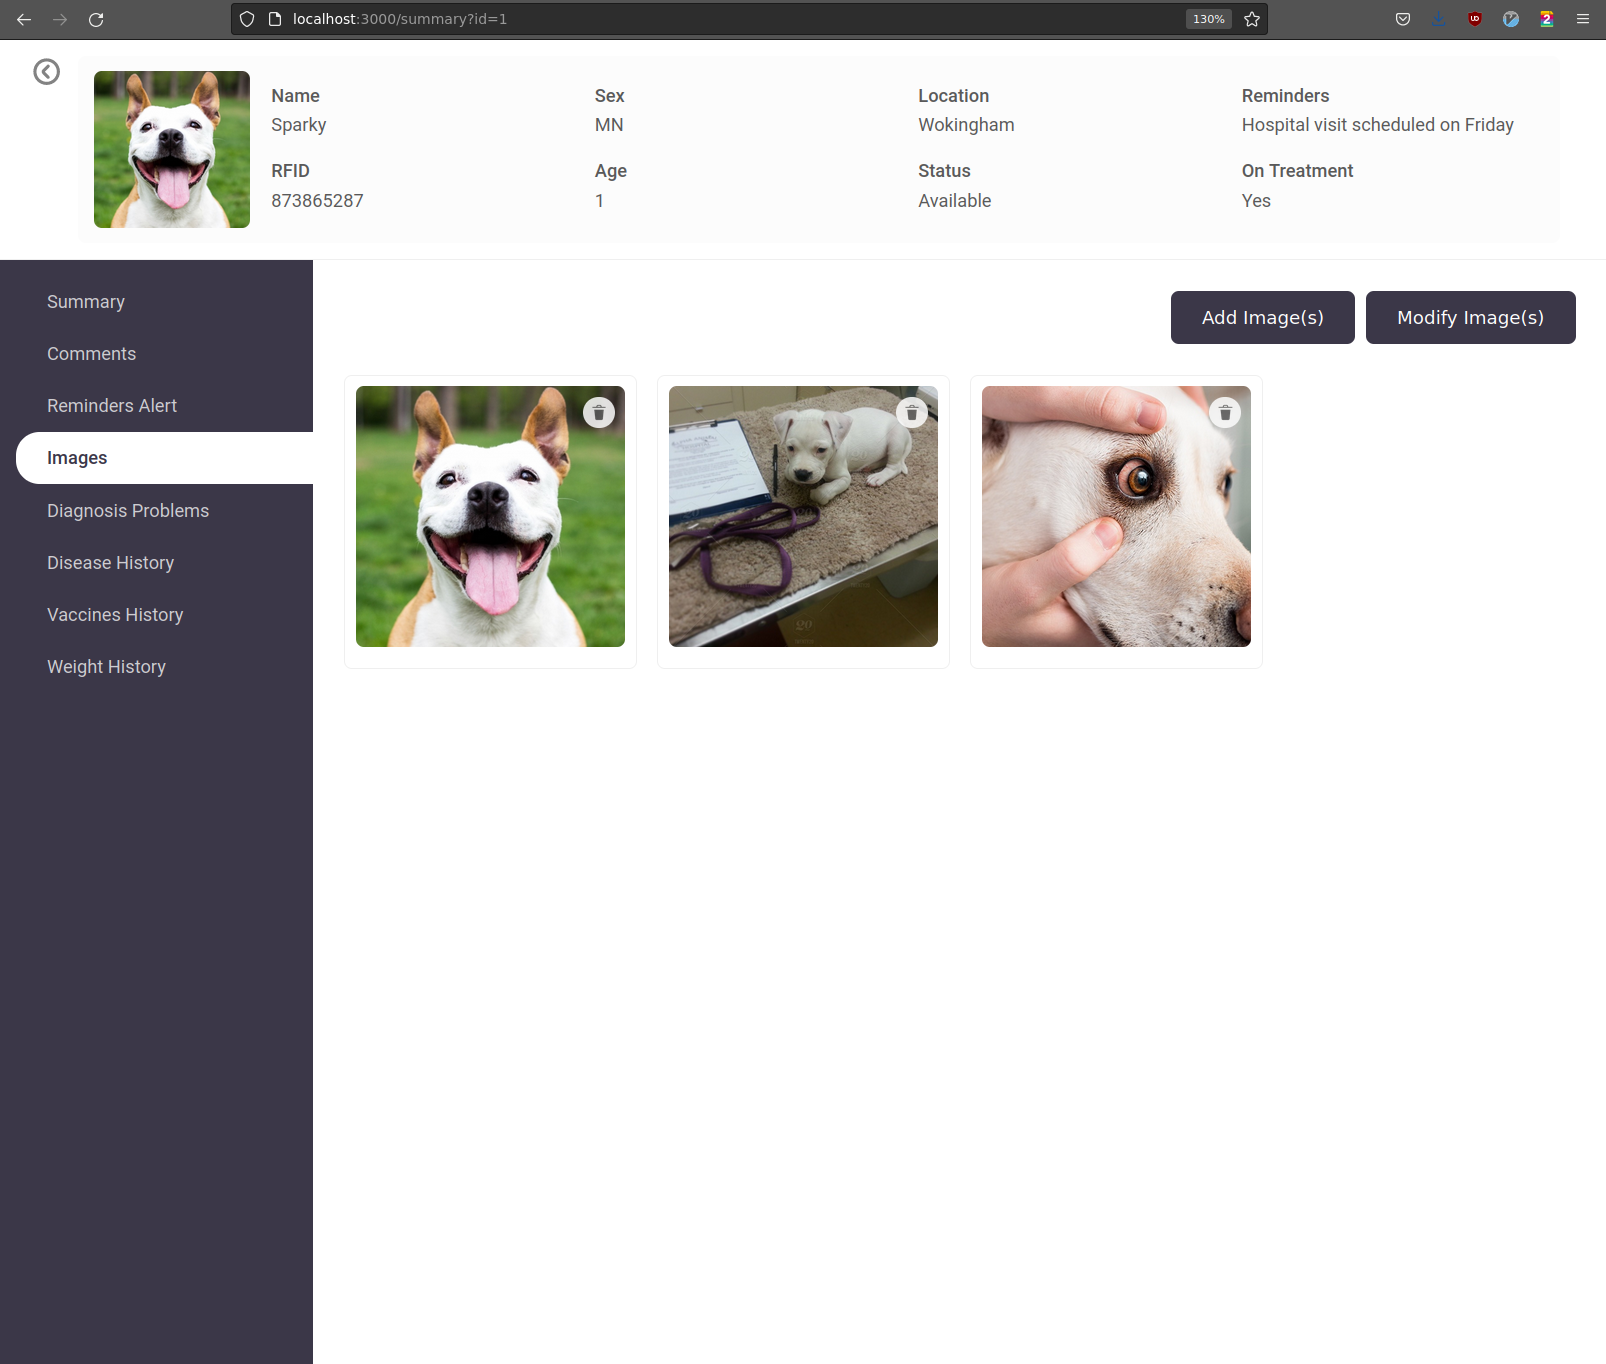 localhost:3000/summary?id=1
130%
Name
Sparky
Sex
MN
Location
Wokingham
Reminders
Hospital visit scheduled on Friday
RFID
873865287
Age
1
Status
Available
On Treatment
Yes
Summary
Comments
Reminders Alert
Images
Diagnosis Problems
Disease History
Vaccines History
Weight History
Add Image(s)
Modify Image(s)